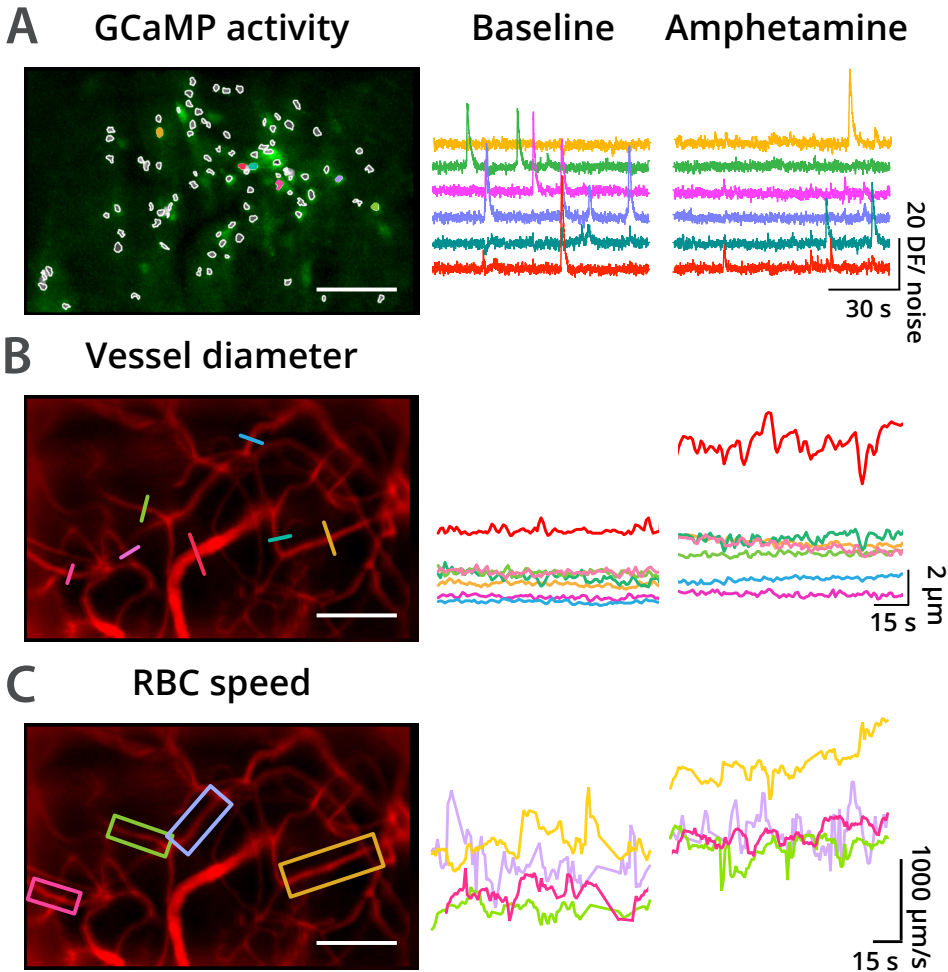 A
GCaMP activity
Baseline
Amphetamine
20 DF/
noise
30 s
B
Vessel diameter
2 µm
15 s
C
RBC speed
1000 µm/s
15 s